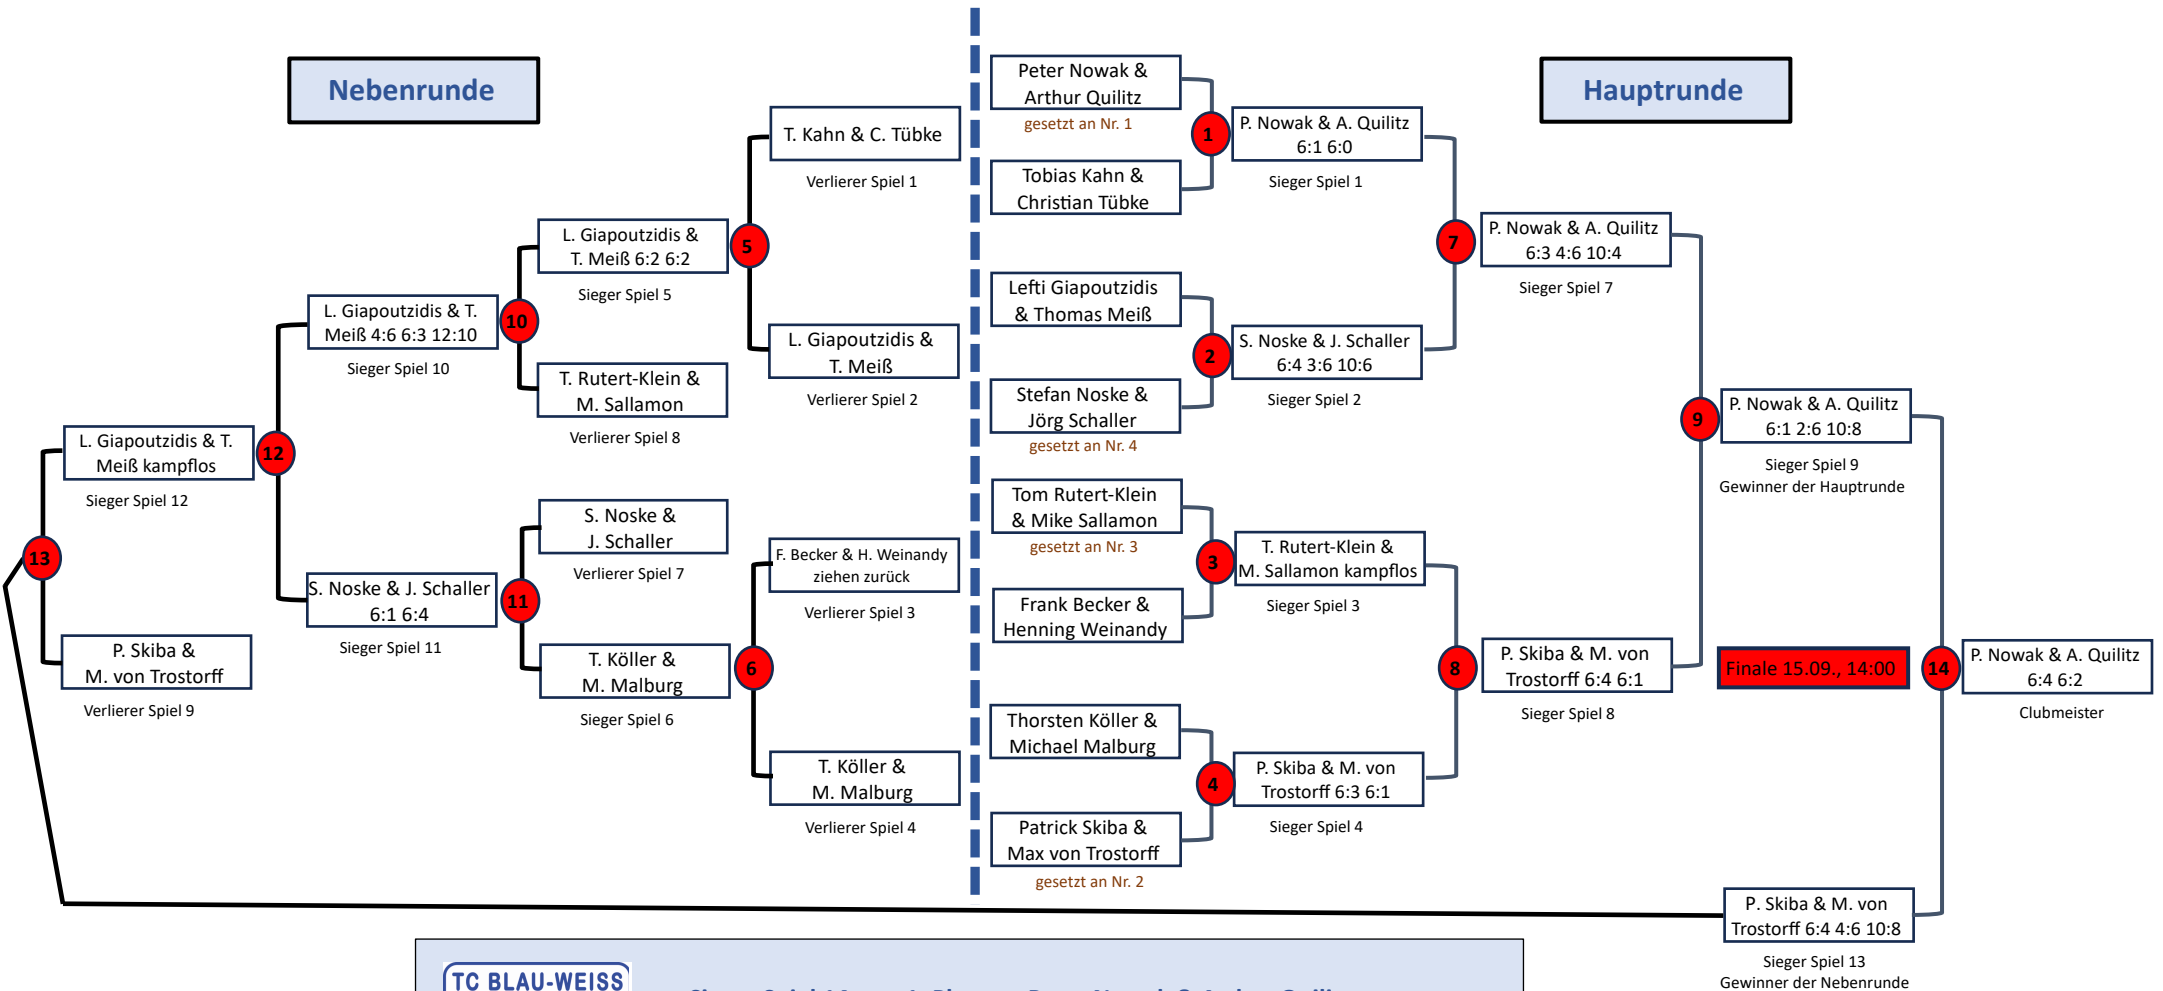 Nebenrunde
T. Kahn & C. Tübke
Verlierer Spiel 1
L. Giapoutzidis &
T. Meiß 6:2 6:2
Sieger Spiel 5
5
L. Giapoutzidis & T.
Meiß 4:6 6:3 12:10
Sieger Spiel 10
10
T. Rutert-Klein &
M. Sallamon
Verlierer Spiel 8
L. Giapoutzidis &
T. Meiß
Verlierer Spiel 2
L. Giapoutzidis & T.
Meiß kampflos
Sieger Spiel 12
12
13
S. Noske &
J. Schaller
Verlierer Spiel 7
F. Becker & H. Weinandy
ziehen zurück
Verlierer Spiel 3
S. Noske & J. Schaller
6:1 6:4
Sieger Spiel 11
11
P. Skiba &
M. von Trostorff
Verlierer Spiel 9
T. Köller &
M. Malburg
Sieger Spiel 6
6
T. Köller &
M. Malburg
Verlierer Spiel 4
Hauptrunde
Peter Nowak &
Arthur Quilitz
gesetzt an Nr. 1
1
Tobias Kahn &
Christian Tübke
P. Nowak & A. Quilitz
6:1 6:0
Sieger Spiel 1
Lefti Giapoutzidis
& Thomas Meiß
2
Stefan Noske &
Jörg Schaller
gesetzt an Nr. 4
S. Noske & J. Schaller
6:4 3:6 10:6
Sieger Spiel 2
7
P. Nowak & A. Quilitz
6:3 4:6 10:4
Sieger Spiel 7
Tom Rutert-Klein
& Mike Sallamon
gesetzt an Nr. 3
3
Frank Becker &
Henning Weinandy
T. Rutert-Klein &
M. Sallamon kampflos
Sieger Spiel 3
Thorsten Köller &
Michael Malburg
4
Patrick Skiba &
Max von Trostorff
gesetzt an Nr. 2
P. Skiba & M. von
Trostorff 6:3 6:1
Sieger Spiel 4
8
P. Skiba & M. von
Trostorff 6:4 6:1
Sieger Spiel 8
9
P. Nowak & A. Quilitz
6:1 2:6 10:8
Sieger Spiel 9
Gewinner der Hauptrunde
Finale 15.09., 14:00
14
P. Nowak & A. Quilitz
6:4 6:2
Clubmeister
P. Skiba & M. von
Trostorff 6:4 4:6 10:8
Sieger Spiel 13
Gewinner der Nebenrunde
TC BLAU-WEISS